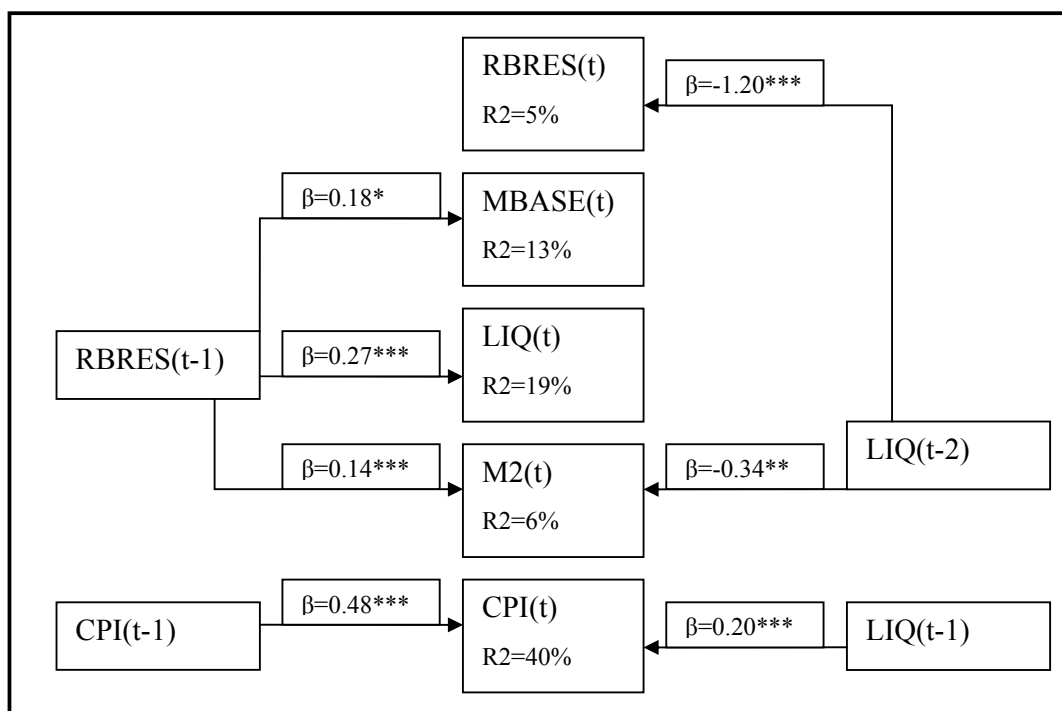 RBRES(t)
R2=5%
β=-1.20***
β=0.18*
MBASE(t)
R2=13%
RBRES(t-1)
β=0.27***
LIQ(t)
R2=19%
β=0.14***
M2(t)
R2=6%
β=-0.34**
LIQ(t-2)
CPI(t-1)
β=0.48***
CPI(t)
R2=40%
β=0.20***
LIQ(t-1)